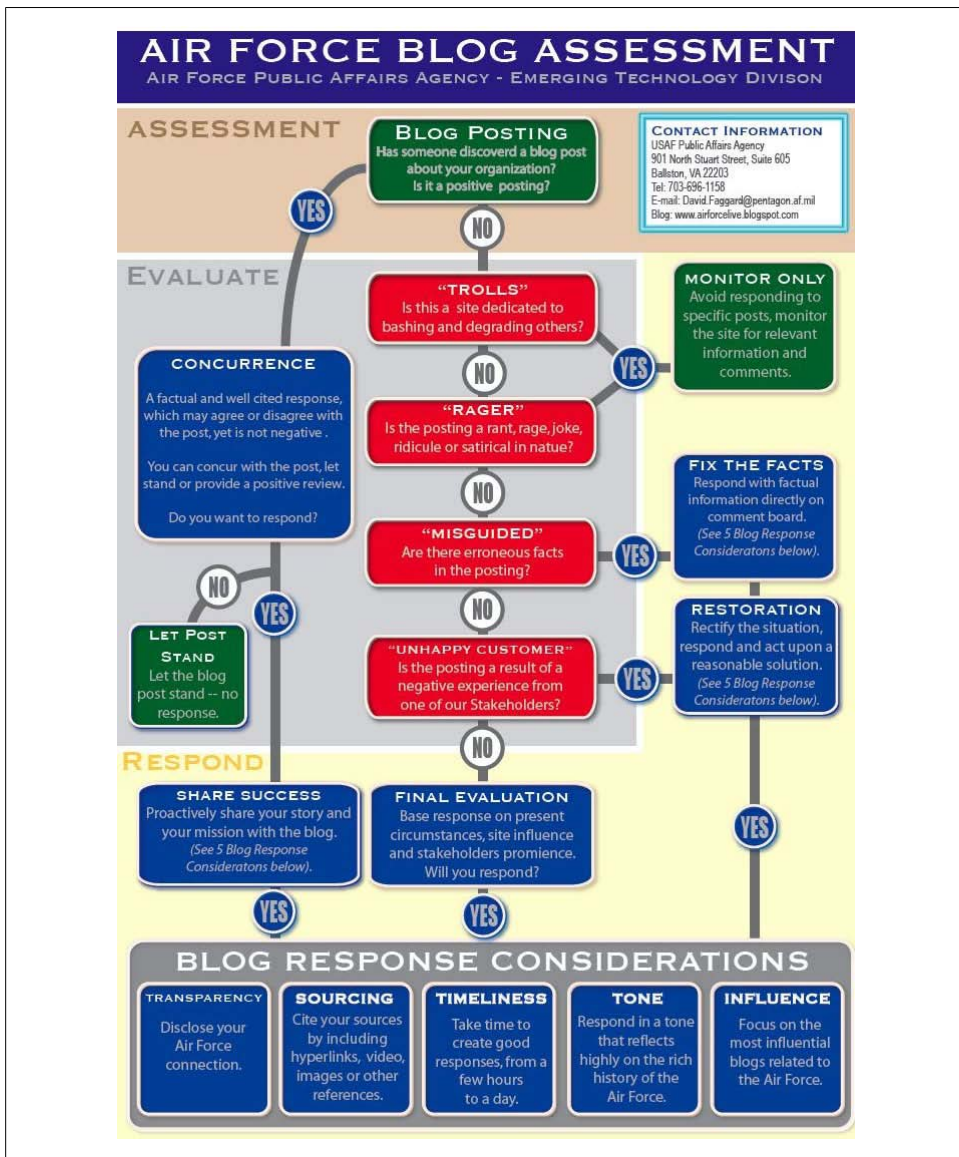 AIR FORCE BLOG ASSESSMENT
AIR FORCE PUBLIC AFFAIRS AGENCY - EMERGING TECHNOLOGY DIVISON
ASSESSMENT
BLOG POSTING
Has someone discoverd a blog post
about your organization?
Is it a positive posting?
CONTACT INFORMATION
USAF Public Affairs Agency
901 North Stuart Street, Suite 605
Ballston, VA 22203
Tel: 703-696-1158
E-mail: David.Faggard@pentagon.af.mil
Blog: www.airforcelive.blogspot.com
YES
NO
EVALUATE
"TROLLS"
Is this a site dedicated to
bashing and degrading others?
MONITOR ONLY
Avoid responding to
specific posts, monitor
the site for relevant
information and
comments.
YES
NO
CONCURRENCE
A factual and well cited response,
which may agree or disagree with
the post, yet is not negative .
You can concur with the post, let
stand or provide a positive review.
Do you want to respond?
"RAGER"
Is the posting a rant, rage, joke,
ridicule or satirical in natue?
NO
FIX THE FACTS
Respond with factual
information directly on
comment board.
(See 5 Blog Response
Consideratons below).
"MISGUIDED"
Are there erroneous facts
in the posting?
YES
NO
YES
NO
LET POST
STAND
Let the blog
post stand -- no
response.
"UNHAPPY CUSTOMER"
Is the posting a result of a
negative experience from
one of our Stakeholders?
YES
RESTORATION
Rectify the situation,
respond and act upon a
reasonable solution.
(See 5 Blog Response
Consideratons below).
NO
RESPOND
SHARE SUCCESS
Proactively share your story and
your mission with the blog.
(See 5 Blog Response
Consideratons below).
FINAL EVALUATION
Base response on present
circumstances, site influence
and stakeholders promience.
Will you respond?
YES
YES
YES
BLOG RESPONSE CONSIDERATIONS
TRANSPARENCY
Disclose your
Air Force
connection.
SOURCING
Cite your sources
by including
hyperlinks, video,
images or other
references.
TIMELINESS
Take time to
create good
responses, from a
few hours
to a day.
TONE
Respond in a tone
that reflects
highly on the rich
history of the
Air Force.
INFLUENCE
Focus on the
most influential
blogs related to
the Air Force.